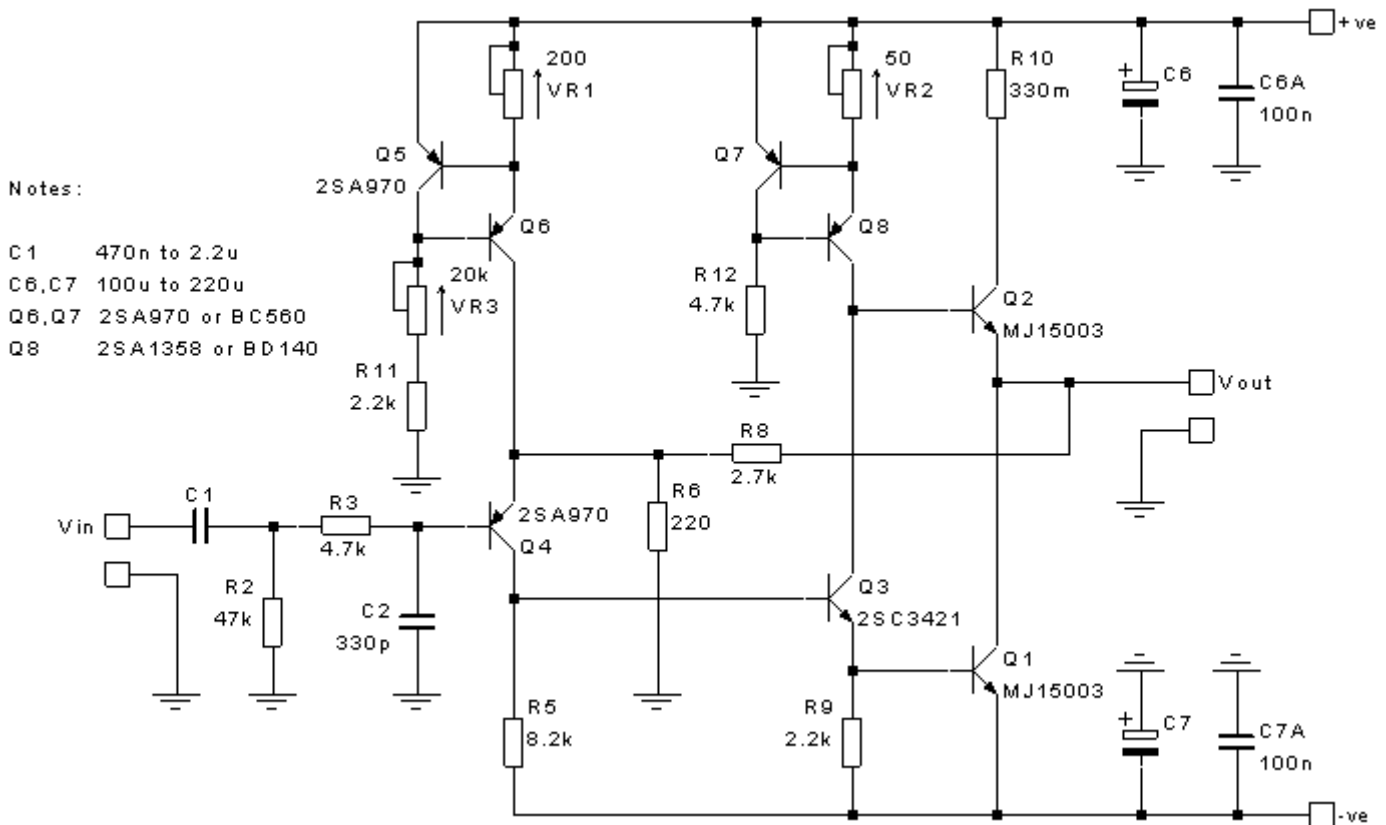 +ve
200
VR1
50
VR2
R10
330m
C6
+
C6A
100n
Q5
2SA970
Q7
Notes:
Q6
Q8
C1 470n to 2.2u
C6,C7 100u to 220u
Q6,Q7 2SA970 or BC560
Q8 2SA1358 or BD140
20k
VR3
R12
4.7k
Q2
MJ15003
R11
2.2k
Vout
R8
2.7k
C1
R3
4.7k
Vin
2SA970
Q4
R6
220
R2
47k
C2
330p
Q3
2SC3421
Q1
MJ15003
R5
8.2k
R9
2.2k
+
C7
C7A
100n
-ve